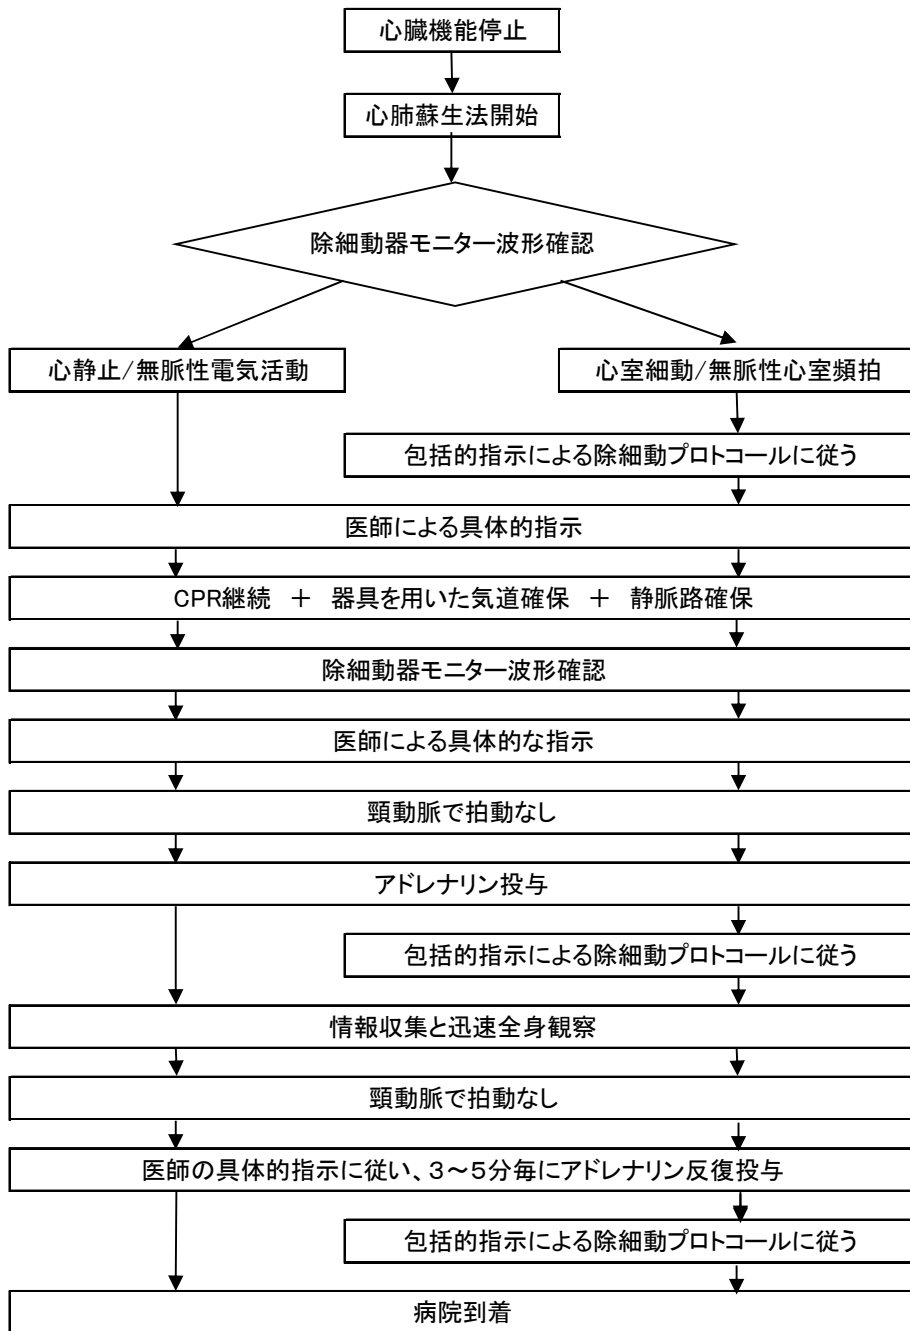 心臓機能停止
心肺蘇生法開始
除細動器モニター波形確認
心静止/無脈性電気活動
心室細動/無脈性心室頻拍
包括的指示による除細動プロトコールに従う
医師による具体的指示
CPR継続　＋　器具を用いた気道確保　＋　静脈路確保
除細動器モニター波形確認
医師による具体的な指示
頸動脈で拍動なし
アドレナリン投与
包括的指示による除細動プロトコールに従う
情報収集と迅速全身観察
頸動脈で拍動なし
医師の具体的指示に従い、３～５分毎にアドレナリン反復投与
包括的指示による除細動プロトコールに従う
病院到着